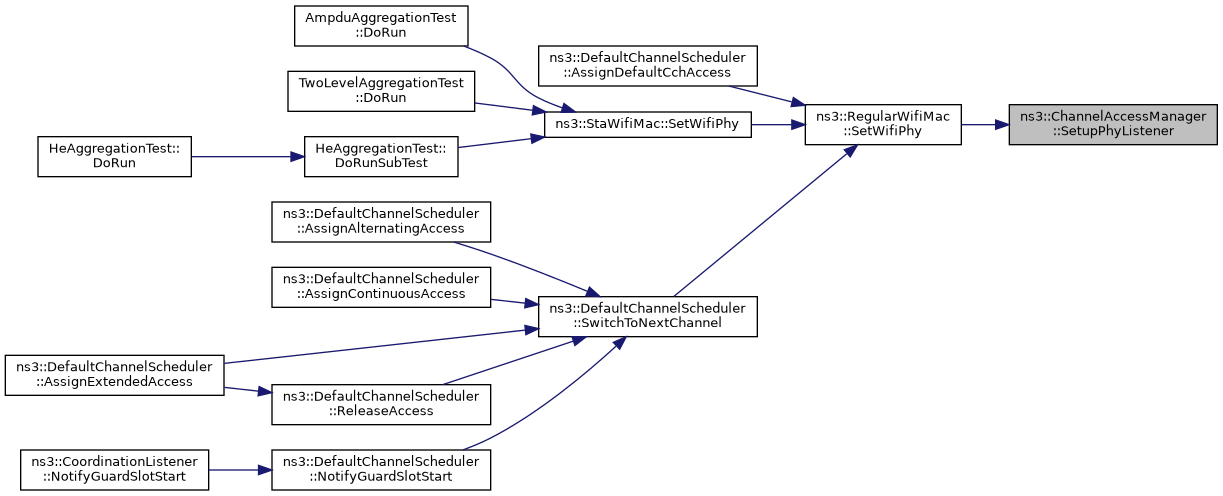 AmpduAggregationTest
::DoRun
ns3::DefaultChannelScheduler
::AssignDefaultCchAccess
TwoLevelAggregationTest
::DoRun
ns3::StaWifiMac::SetWifiPhy
ns3::RegularWifiMac
::SetWifiPhy
ns3::ChannelAccessManager
::SetupPhyListener
HeAggregationTest::
DoRun
HeAggregationTest::
DoRunSubTest
ns3::DefaultChannelScheduler
::AssignAlternatingAccess
ns3::DefaultChannelScheduler
::AssignContinuousAccess
ns3::DefaultChannelScheduler
::SwitchToNextChannel
ns3::DefaultChannelScheduler
::AssignExtendedAccess
ns3::DefaultChannelScheduler
::ReleaseAccess
ns3::CoordinationListener
::NotifyGuardSlotStart
ns3::DefaultChannelScheduler
::NotifyGuardSlotStart